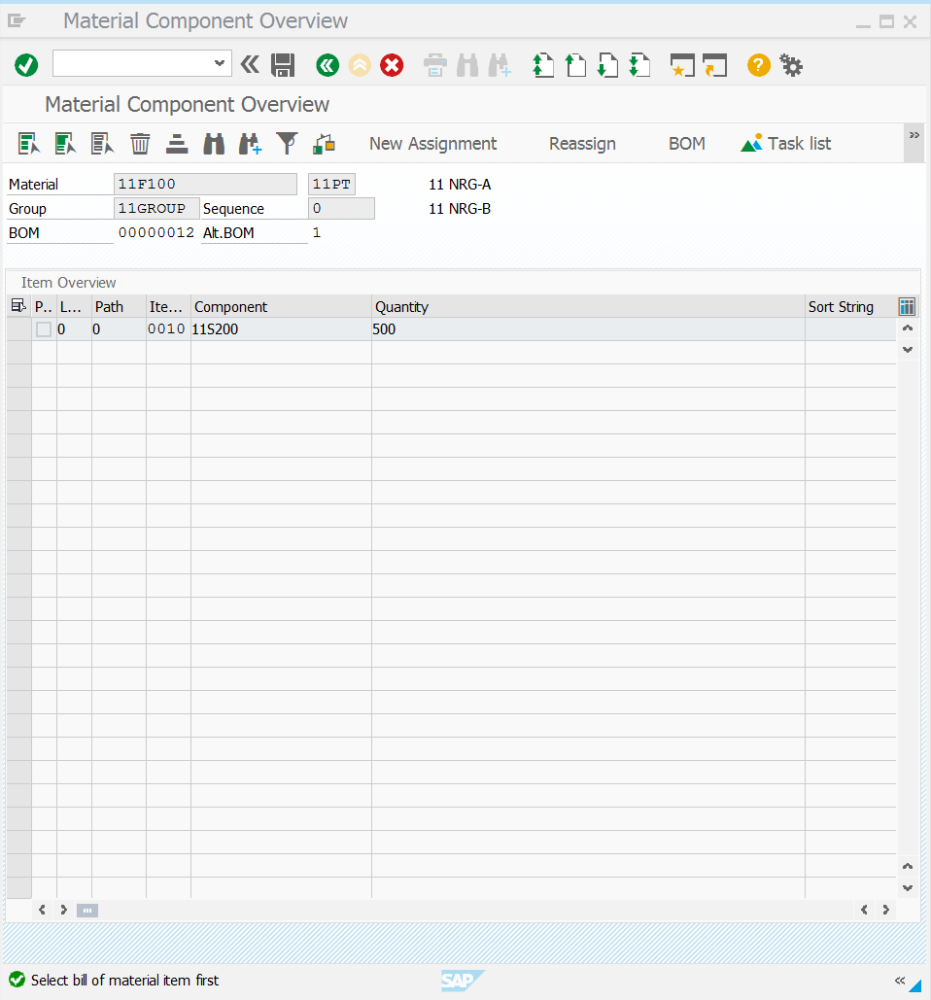 Material Component Overview
Material Component Overview
New Assignment Reassign BOM Task list
Material 11F100 11PT 11 NRG-A
Group 11GROUP Sequence 0 11 NRG-B
BOM 00000012 Alt.BOM 1
Item Overview
P.. L... Path Ite... Component Quantity Sort String
0 0 0010 11S200 500
Select bill of material item first SAP